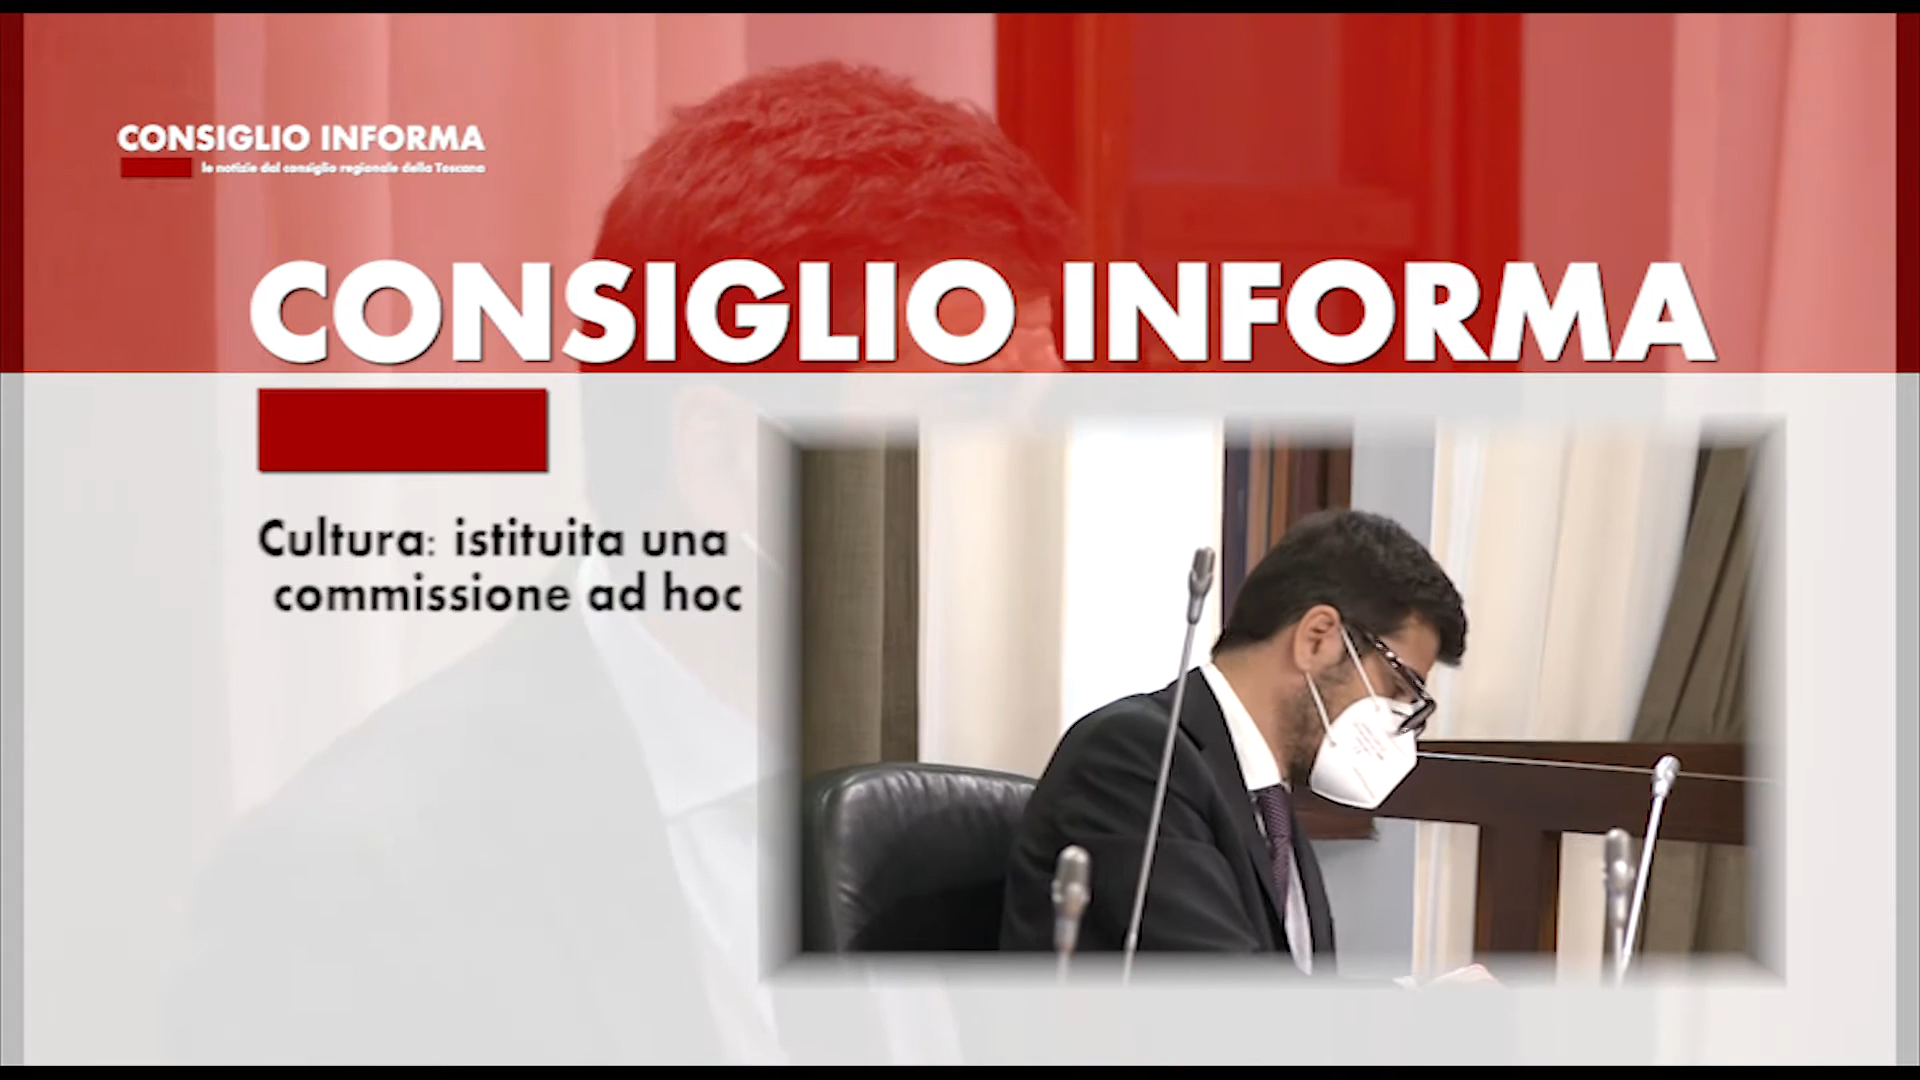 CONSIGLIO INFORMA
le notizie dal consiglio regionale della Toscana
CONSIGLIO INFORMA
Cultura: istituita una
commissione ad hoc